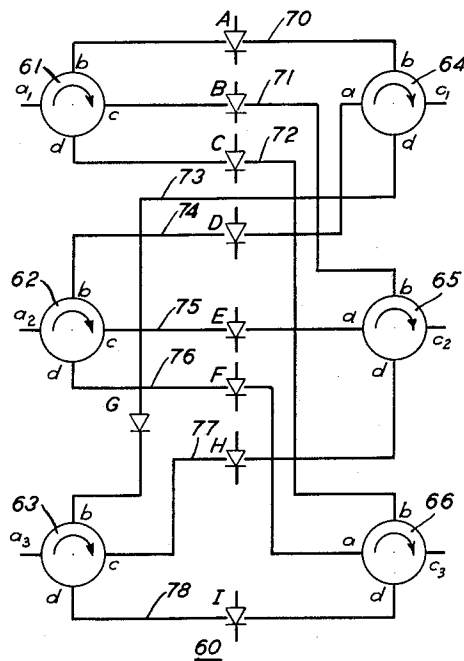 A 70
61 b b 64
a1 B 71 a c1
c
d C 72 d
73
74 D
62 b b 65
a2 75 E a c2
c
d 76 F d
G
77 H
63 b b 66
a3 c a c3
d d
78 I
60